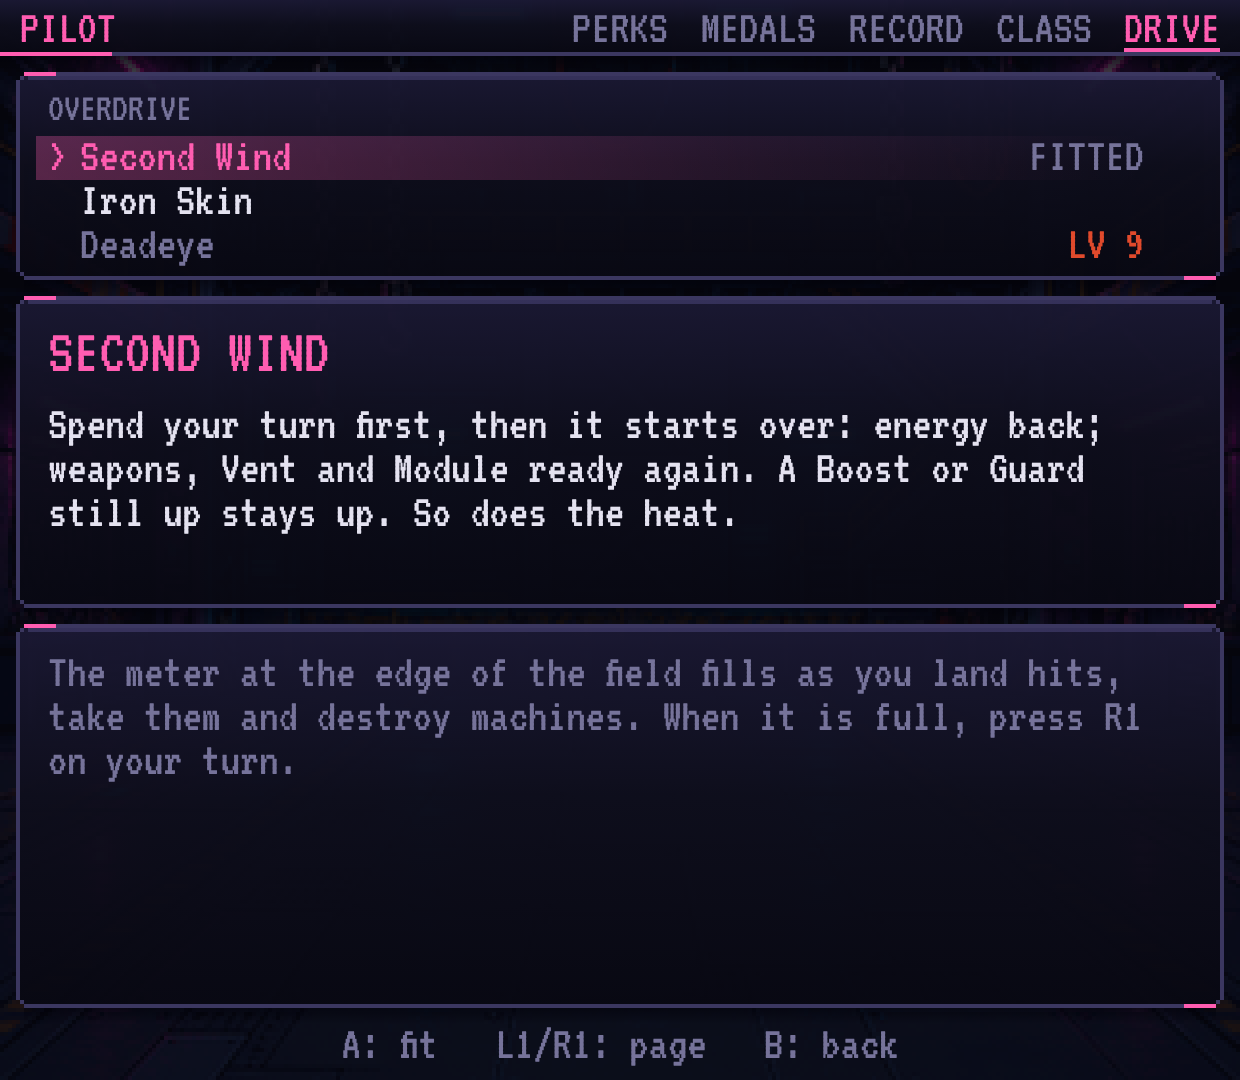 PILOT PERKS MEDALS RECORD CLASS DRIVE
OVERDRIVE
> Second Wind FITTED
Iron Skin
Deadeye LV 9
SECOND WIND
Spend your turn first, then it starts over: energy back;
weapons, Vent and Module ready again. A Boost or Guard
still up stays up. So does the heat.
The meter at the edge of the field fills as you land hits,
take them and destroy machines. When it is full, press R1
on your turn.
A: fit L1/R1: page B: back